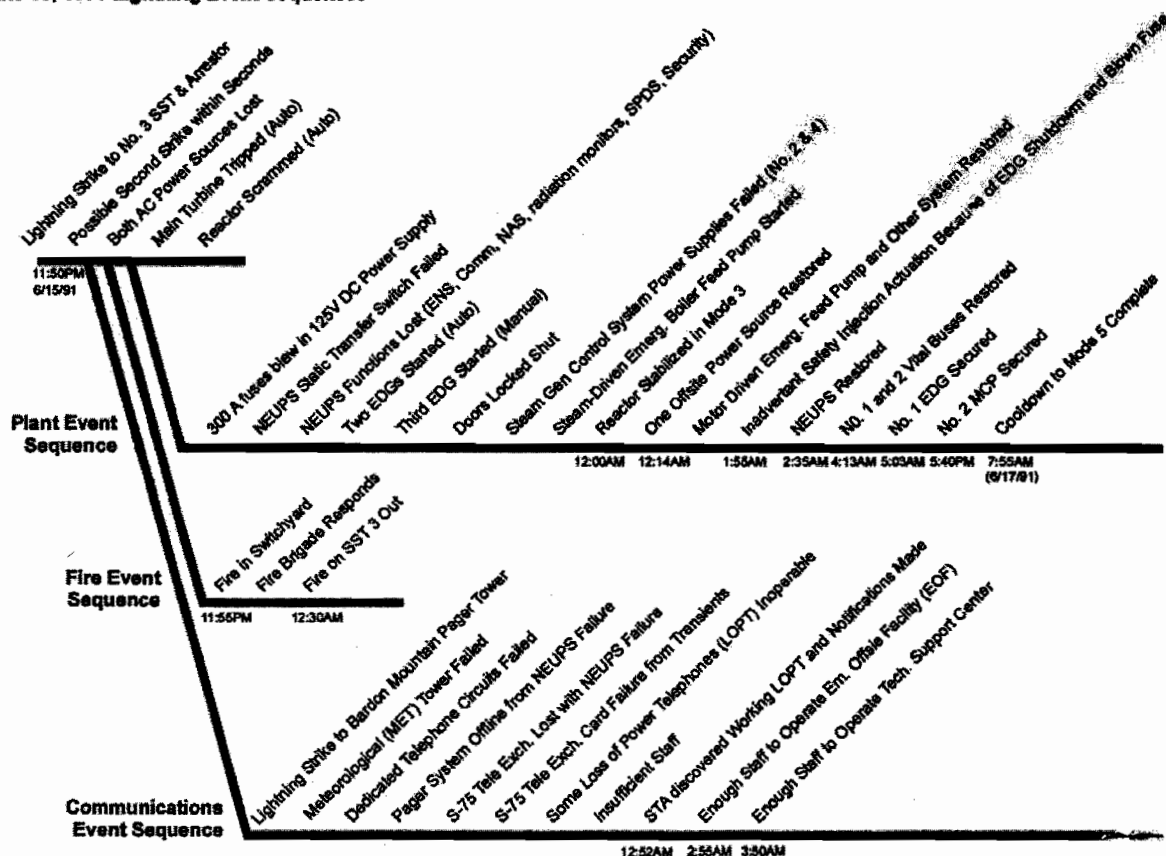 Lightning Event Sequences
Lightning Strike to No. 3 SST & Arrestor
Possible Second Strike within Seconds
Both AC Power Sources Lost
Main Turbine Tripped (Auto)
Reactor Scrammed (Auto)
11:50PM
6/15/91
Plant Event
Sequence
300 A fuses blew in 125V DC Power Supply
NEUPS Static Transfer Switch Failed
NEUPS Functions Lost (ENS, Comm, NAS, radiation monitors, SPDS, Security)
Two EDGs Started (Auto)
Third EDG Started (Manual)
Doors Locked Shut
Steam Gen Control System Power Supplies Failed (No. 2 & 4)
Steam-Driven Emerg. Boiler Feed Pump Started
Reactor Stabilized in Mode 3
One Offsite Power Source Restored
Motor Driven Emerg. Feed Pump and Other System Restored
Inadvertant Safety Injection Actuation Because of EDG Shutdown and Blown Fuse
NEUPS Restored
N0. 1 and 2 Vital Buses Restored
No. 1 EDG Secured
No. 2 MCP Secured
Cooldown to Mode 5 Complete
12:00AM 12:14AM 1:55AM 2:35AM 4:13AM 5:03AM 5:40PM 7:55AM
(6/17/91)
Fire Event
Sequence
Fire in Switchyard
Fire Brigade Responds
Fire on SST 3 Out
11:55PM 12:30AM
Communications
Event Sequence
Lightning Strike to Bardon Mountain Pager Tower
Meteorological (MET) Tower Failed
Dedicated Telephone Circuits Failed
Pager System Offline from NEUPS Failure
S-75 Tele Exch. Lost with NEUPS Failure
S-75 Tele Exch. Card Failure from Transients
Some Loss of Power Telephones (LOPT) Inoperable
Insufficient Staff
STA discovered Working LOPT and Notifications Made
Enough Staff to Operate Em. Offsite Facility (EOF)
Enough Staff to Operate Tech. Support Center
12:52AM 2:55AM 3:50AM